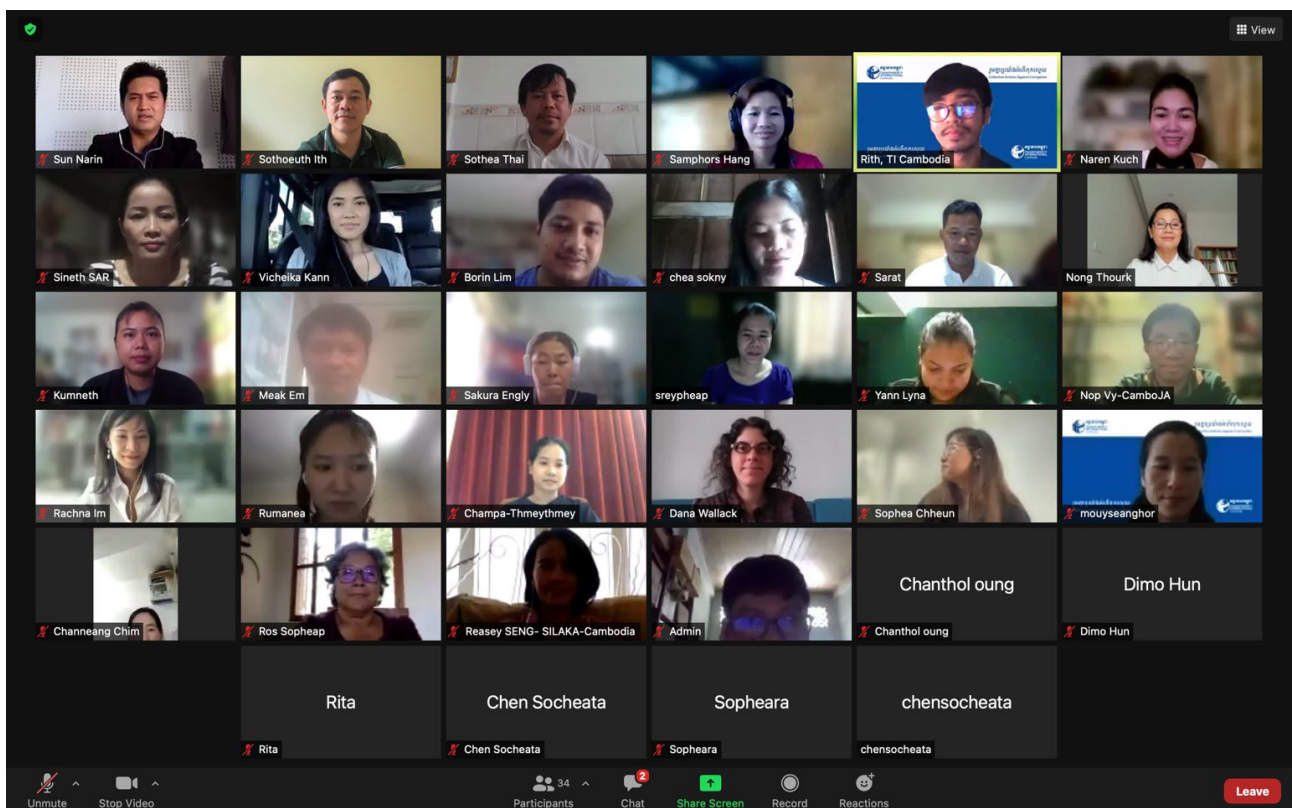 View
Sun Narin
Sothoeuth Ith
Sothea Thai
Samphors Hang
Rith, TI Cambodia
Naren Kuch
Sineth SAR
Vicheika Kann
Borin Lim
chea sokny
Sarat
Nong Thourk
Kumneth
Meak Em
Sakura Engly
sreypheap
Yann Lyna
Nop Vy-CamboJA
Rachna Im
Rumanea
Champa-Thmeythmey
Dana Wallack
Sophea Chheun
mouyseanghor
Channeang Chim
Ros Sopheap
Reasey SENG- SILAKA-Cambodia
Admin
Chanthol oung
Chanthol oung
Dimo Hun
Dimo Hun
Rita
Rita
Chen Socheata
Chen Socheata
Sopheara
Sopheara
chensocheata
chensocheata
Unmute
Stop Video
34
Participants
2
Chat
Share Screen
Record
Reactions
Leave